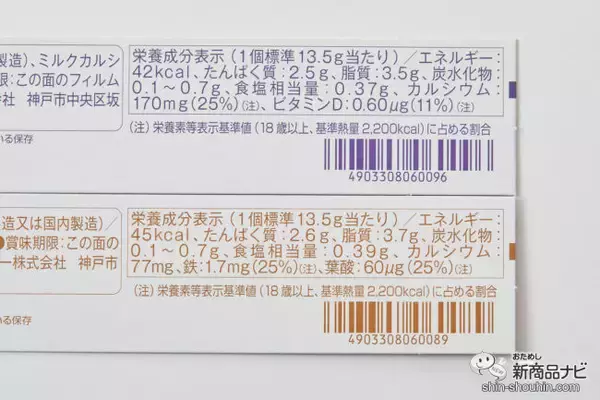 製造)、ミルクカルシ
限:この面のフィルム
会社 神戸市中央区坂
いる保存
栄養成分表示(1個標準13.5g当たり)/エネルギー:
42kcal、たんぱく質:2.5g、脂質:3.5g、炭水化物:
0.1~0.7g、食塩相当量:0.37g、カルシウム:
170mg(25%)(注)、ビタミンD:0.60μg(11%)(注)
(注)栄養素等表示基準値(18歳以上、基準熱量2,200kcal)に占める割合
4903308060096
造又は国内製造)/
●賞味期限:この面の
ー株式会社 神戸市
いる保存
栄養成分表示(1個標準13.5g当たり)/エネルギー:
45kcal、たんぱく質:2.6g、脂質:3.7g、炭水化物:
0.1~0.7g、食塩相当量:0.39g、カルシウム:
77mg、鉄:1.7mg(25%)(注)、葉酸:60μg(25%)(注)
(注)栄養素等表示基準値(18歳以上、基準熱量2,200kcal)に占める割合
4903308060089
おためし
新商品ナビ
shin-shouhin.com